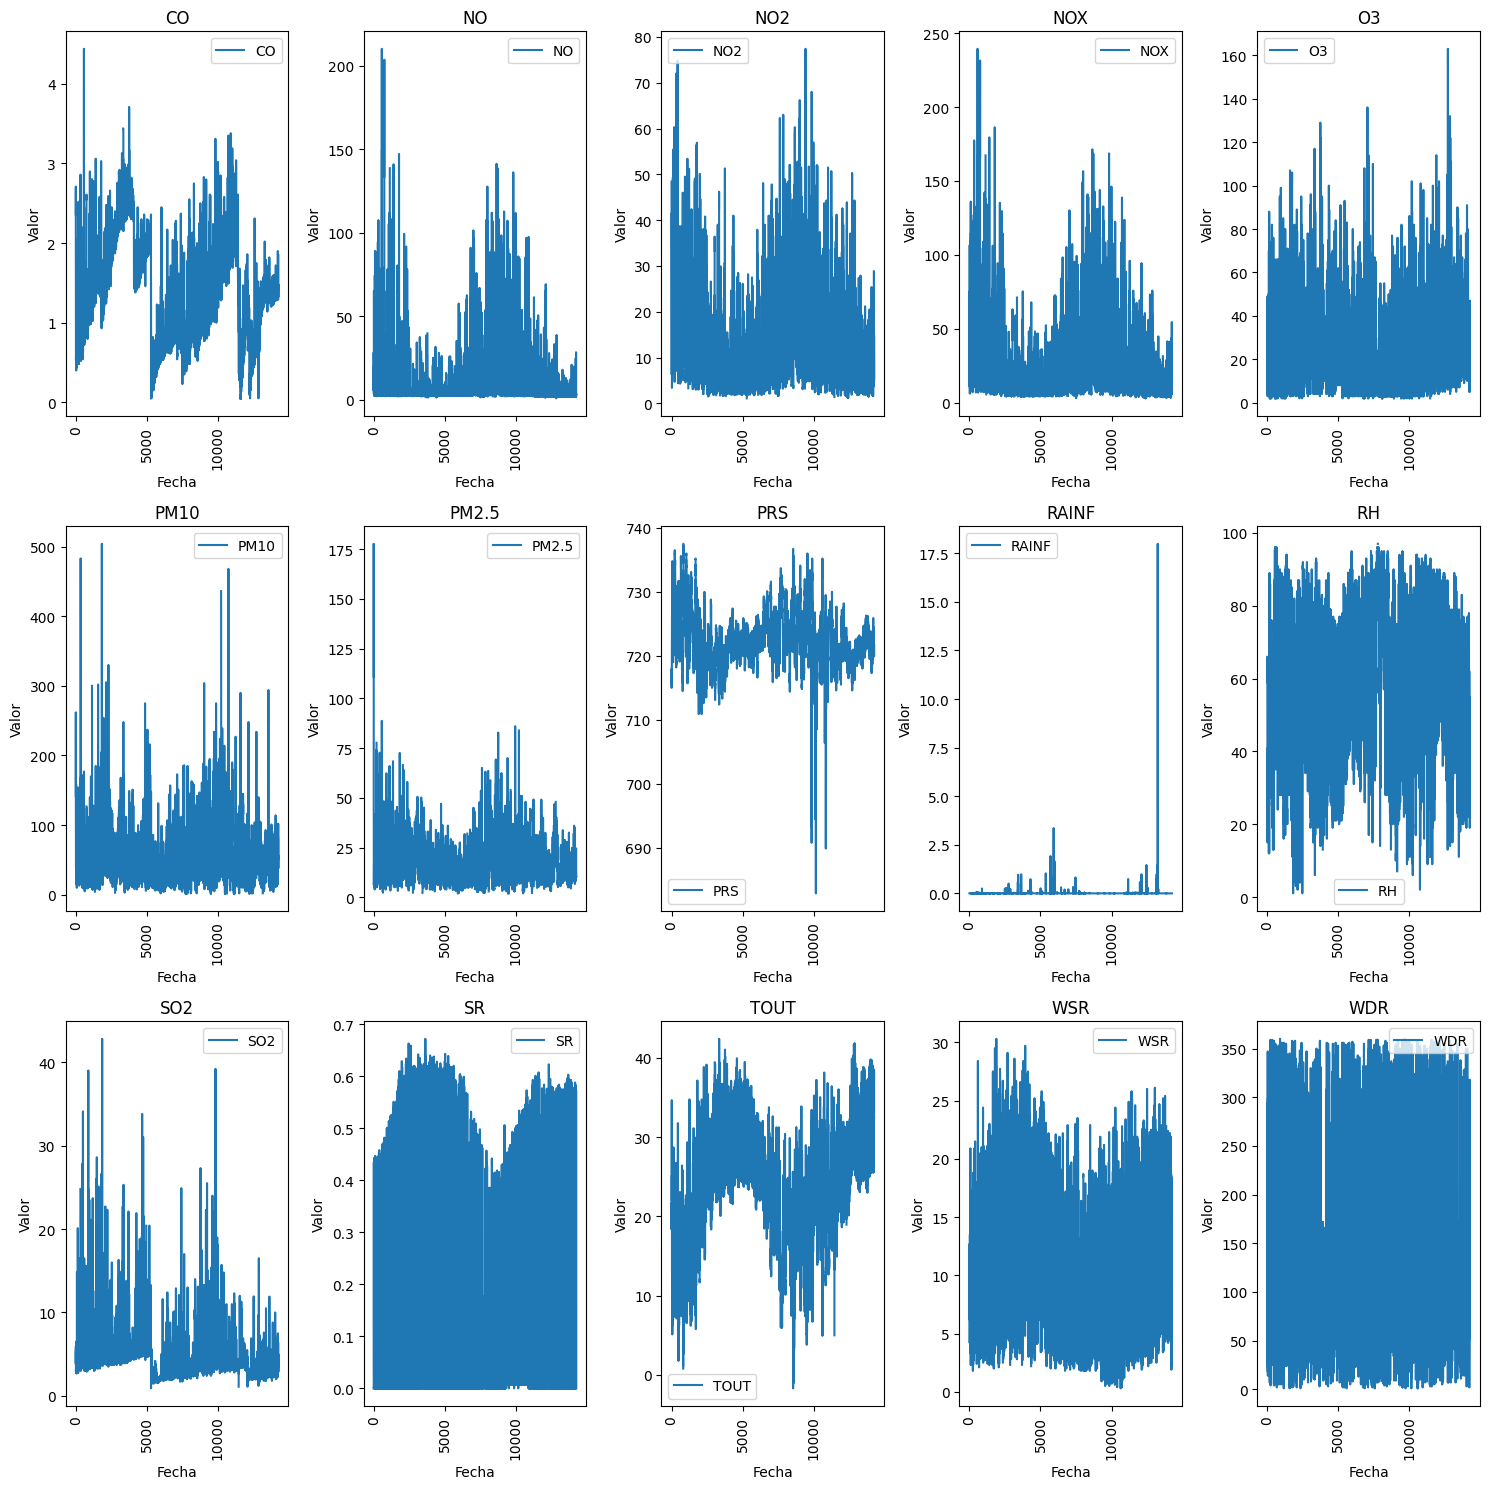 CO
CO
4
3
2
1
0
Valor
0
5000
10000
Fecha
NO
NO
200
150
100
50
0
Valor
0
5000
10000
Fecha
NO2
NO2
80
70
60
50
40
30
20
10
0
Valor
0
5000
10000
Fecha
NOX
NOX
250
200
150
100
50
0
Valor
0
5000
10000
Fecha
O3
O3
160
140
120
100
80
60
40
20
0
Valor
0
5000
10000
Fecha
PM10
PM10
500
400
300
200
100
0
Valor
0
5000
10000
Fecha
PM2.5
PM2.5
175
150
125
100
75
50
25
0
Valor
0
5000
10000
Fecha
PRS
740
730
720
710
700
690
Valor
PRS
0
5000
10000
Fecha
RAINF
RAINF
17.5
15.0
12.5
10.0
7.5
5.0
2.5
0.0
Valor
0
5000
10000
Fecha
RH
100
80
60
40
20
0
Valor
RH
0
5000
10000
Fecha
SO2
SO2
40
30
20
10
0
Valor
0
5000
10000
Fecha
SR
SR
0.7
0.6
0.5
0.4
0.3
0.2
0.1
0.0
Valor
0
5000
10000
Fecha
TOUT
40
30
20
10
0
Valor
TOUT
0
5000
10000
Fecha
WSR
WSR
30
25
20
15
10
5
0
Valor
0
5000
10000
Fecha
WDR
WDR
350
300
250
200
150
100
50
0
Valor
0
5000
10000
Fecha